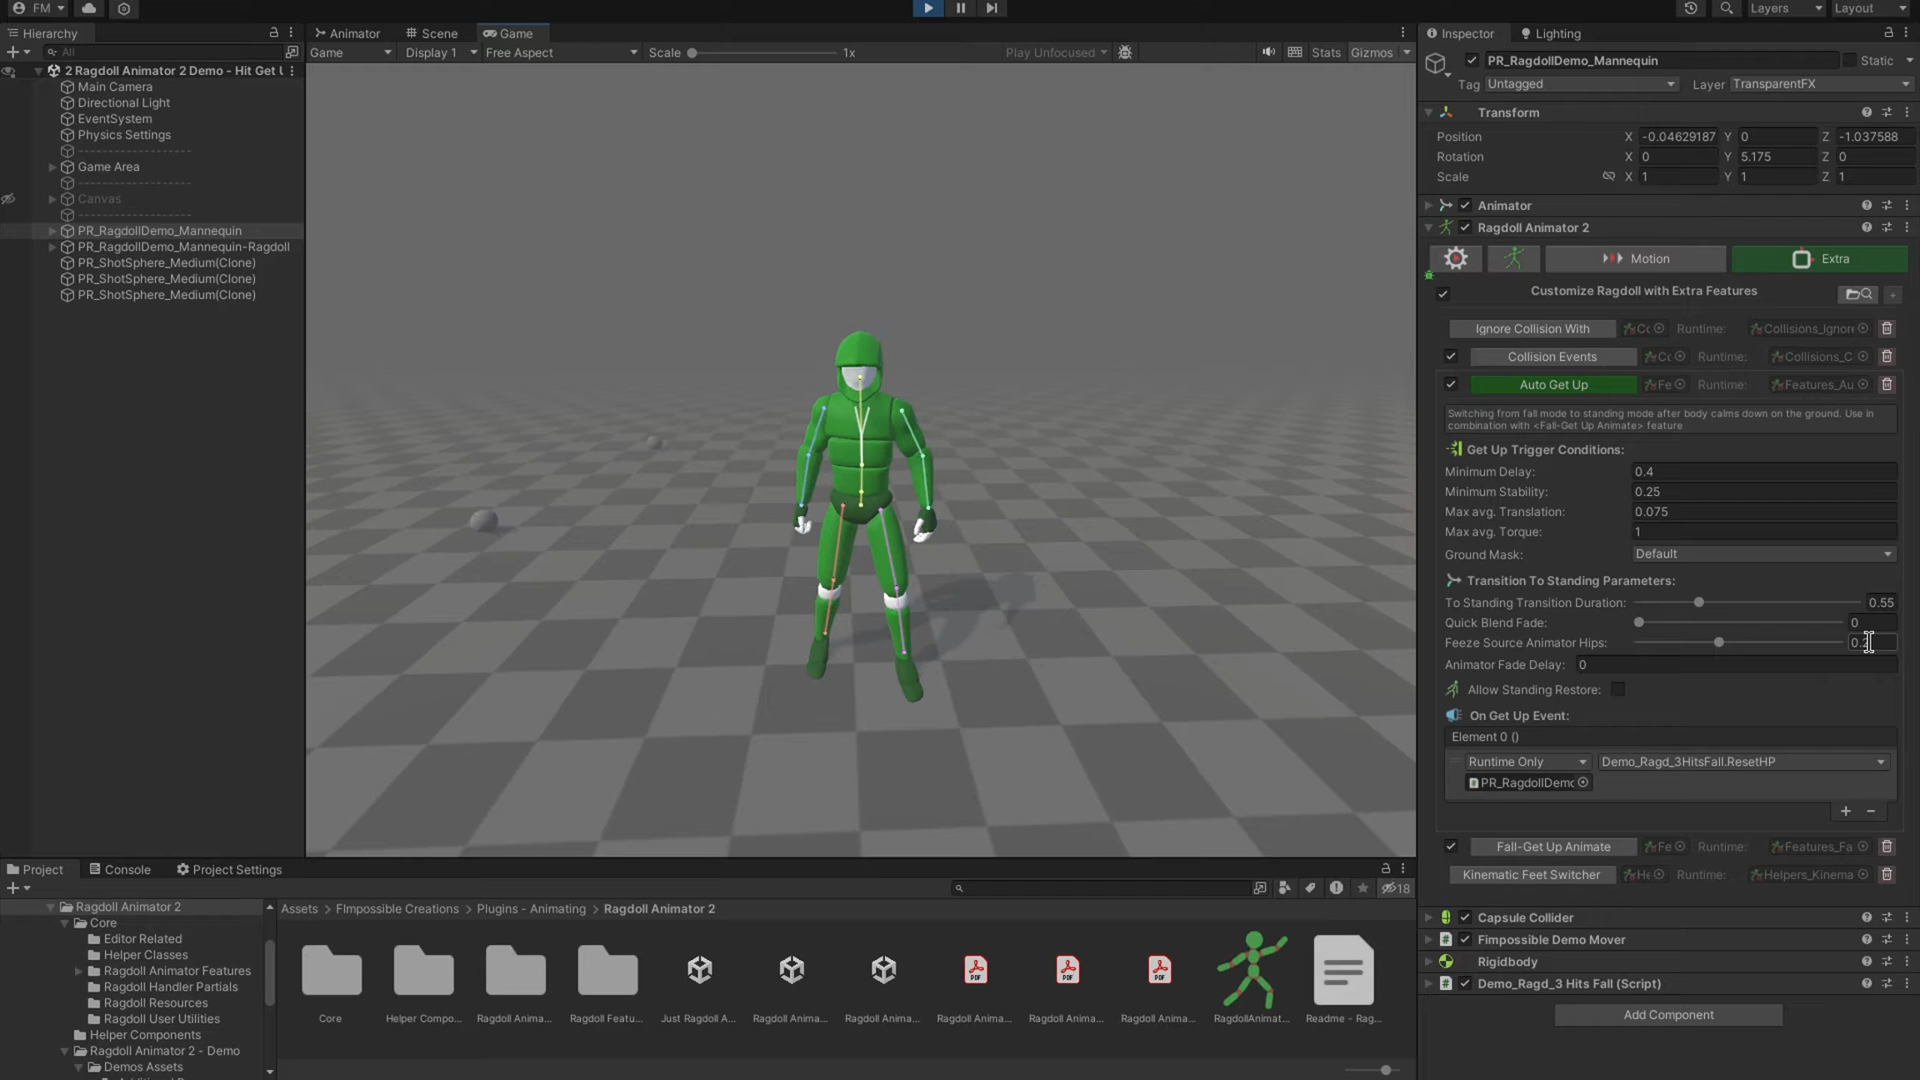 FM
Layers
Layout
Hierarchy
All
2 Ragdoll Animator 2 Demo - Hit Get U
Main Camera
Directional Light
EventSystem
Physics Settings
-------------------
Game Area
-------------------
Canvas
-------------------
PR_RagdollDemo_Mannequin
PR_RagdollDemo_Mannequin-Ragdoll
PR_ShotSphere_Medium(Clone)
PR_ShotSphere_Medium(Clone)
PR_ShotSphere_Medium(Clone)
Animator
Scene
Game
Game
Display 1
Free Aspect
Scale
1x
Play Unfocused
Stats
Gizmos
Inspector
Lighting
PR_RagdollDemo_Mannequin
Static
Tag
Untagged
Layer
TransparentFX
Transform
Position
X -0.04629187 Y 0 Z -1.037588
Rotation
X 0 Y 5.175 Z 0
Scale
X 1 Y 1 Z 1
Animator
Ragdoll Animator 2
Motion
Extra
Customize Ragdoll with Extra Features
+
Ignore Collision With
Runtime:
Collisions_Ignore
Collision Events
Runtime:
Collisions_C
Auto Get Up
Fe
Runtime:
Features_Au
Switching from fall mode to standing mode after body calms down on the ground. Use in
combination with <Fall-Get Up Animate> feature
Get Up Trigger Conditions:
Minimum Delay: 0.4
Minimum Stability: 0.25
Max avg. Translation: 0.075
Max avg. Torque: 1
Ground Mask: Default
Transition To Standing Parameters:
To Standing Transition Duration: 0.55
Quick Blend Fade: 0
Feeze Source Animator Hips:
Animator Fade Delay: 0
Allow Standing Restore:
On Get Up Event:
Element 0 ()
Runtime Only
Demo_Ragd_3HitsFall.ResetHP
PR_RagdollDemo
+ -
Fall-Get Up Animate
Fe
Runtime:
Features_Fa
Kinematic Feet Switcher
He
Runtime:
Helpers_Kinema
Capsule Collider
Fimpossible Demo Mover
Rigidbody
Demo_Ragd_3 Hits Fall (Script)
Add Component
Project
Console
Project Settings
18
Ragdoll Animator 2
Core
Editor Related
Helper Classes
Ragdoll Animator Features
Ragdoll Handler Partials
Ragdoll Resources
Ragdoll User Utilities
Helper Components
Ragdoll Animator 2 - Demo
Demos Assets
Assets > FImpossible Creations > Plugins - Animating > Ragdoll Animator 2
Core
Helper Compo...
Ragdoll Anima...
Ragdoll Featu...
Just Ragdoll A...
Ragdoll Anima...
Ragdoll Anima...
Ragdoll Anima...
Ragdoll Anima...
Ragdoll Anima...
RagdollAnimat...
Readme - Rag...